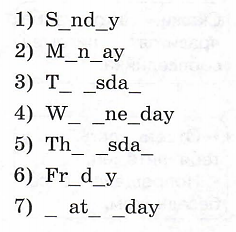 1) S_nd_y
2) M_n_ay
3) T_ _sda_
4) W_ _ne_day
5) Th_ _sda_
6) Fr_d_y
7) _ at_ _day